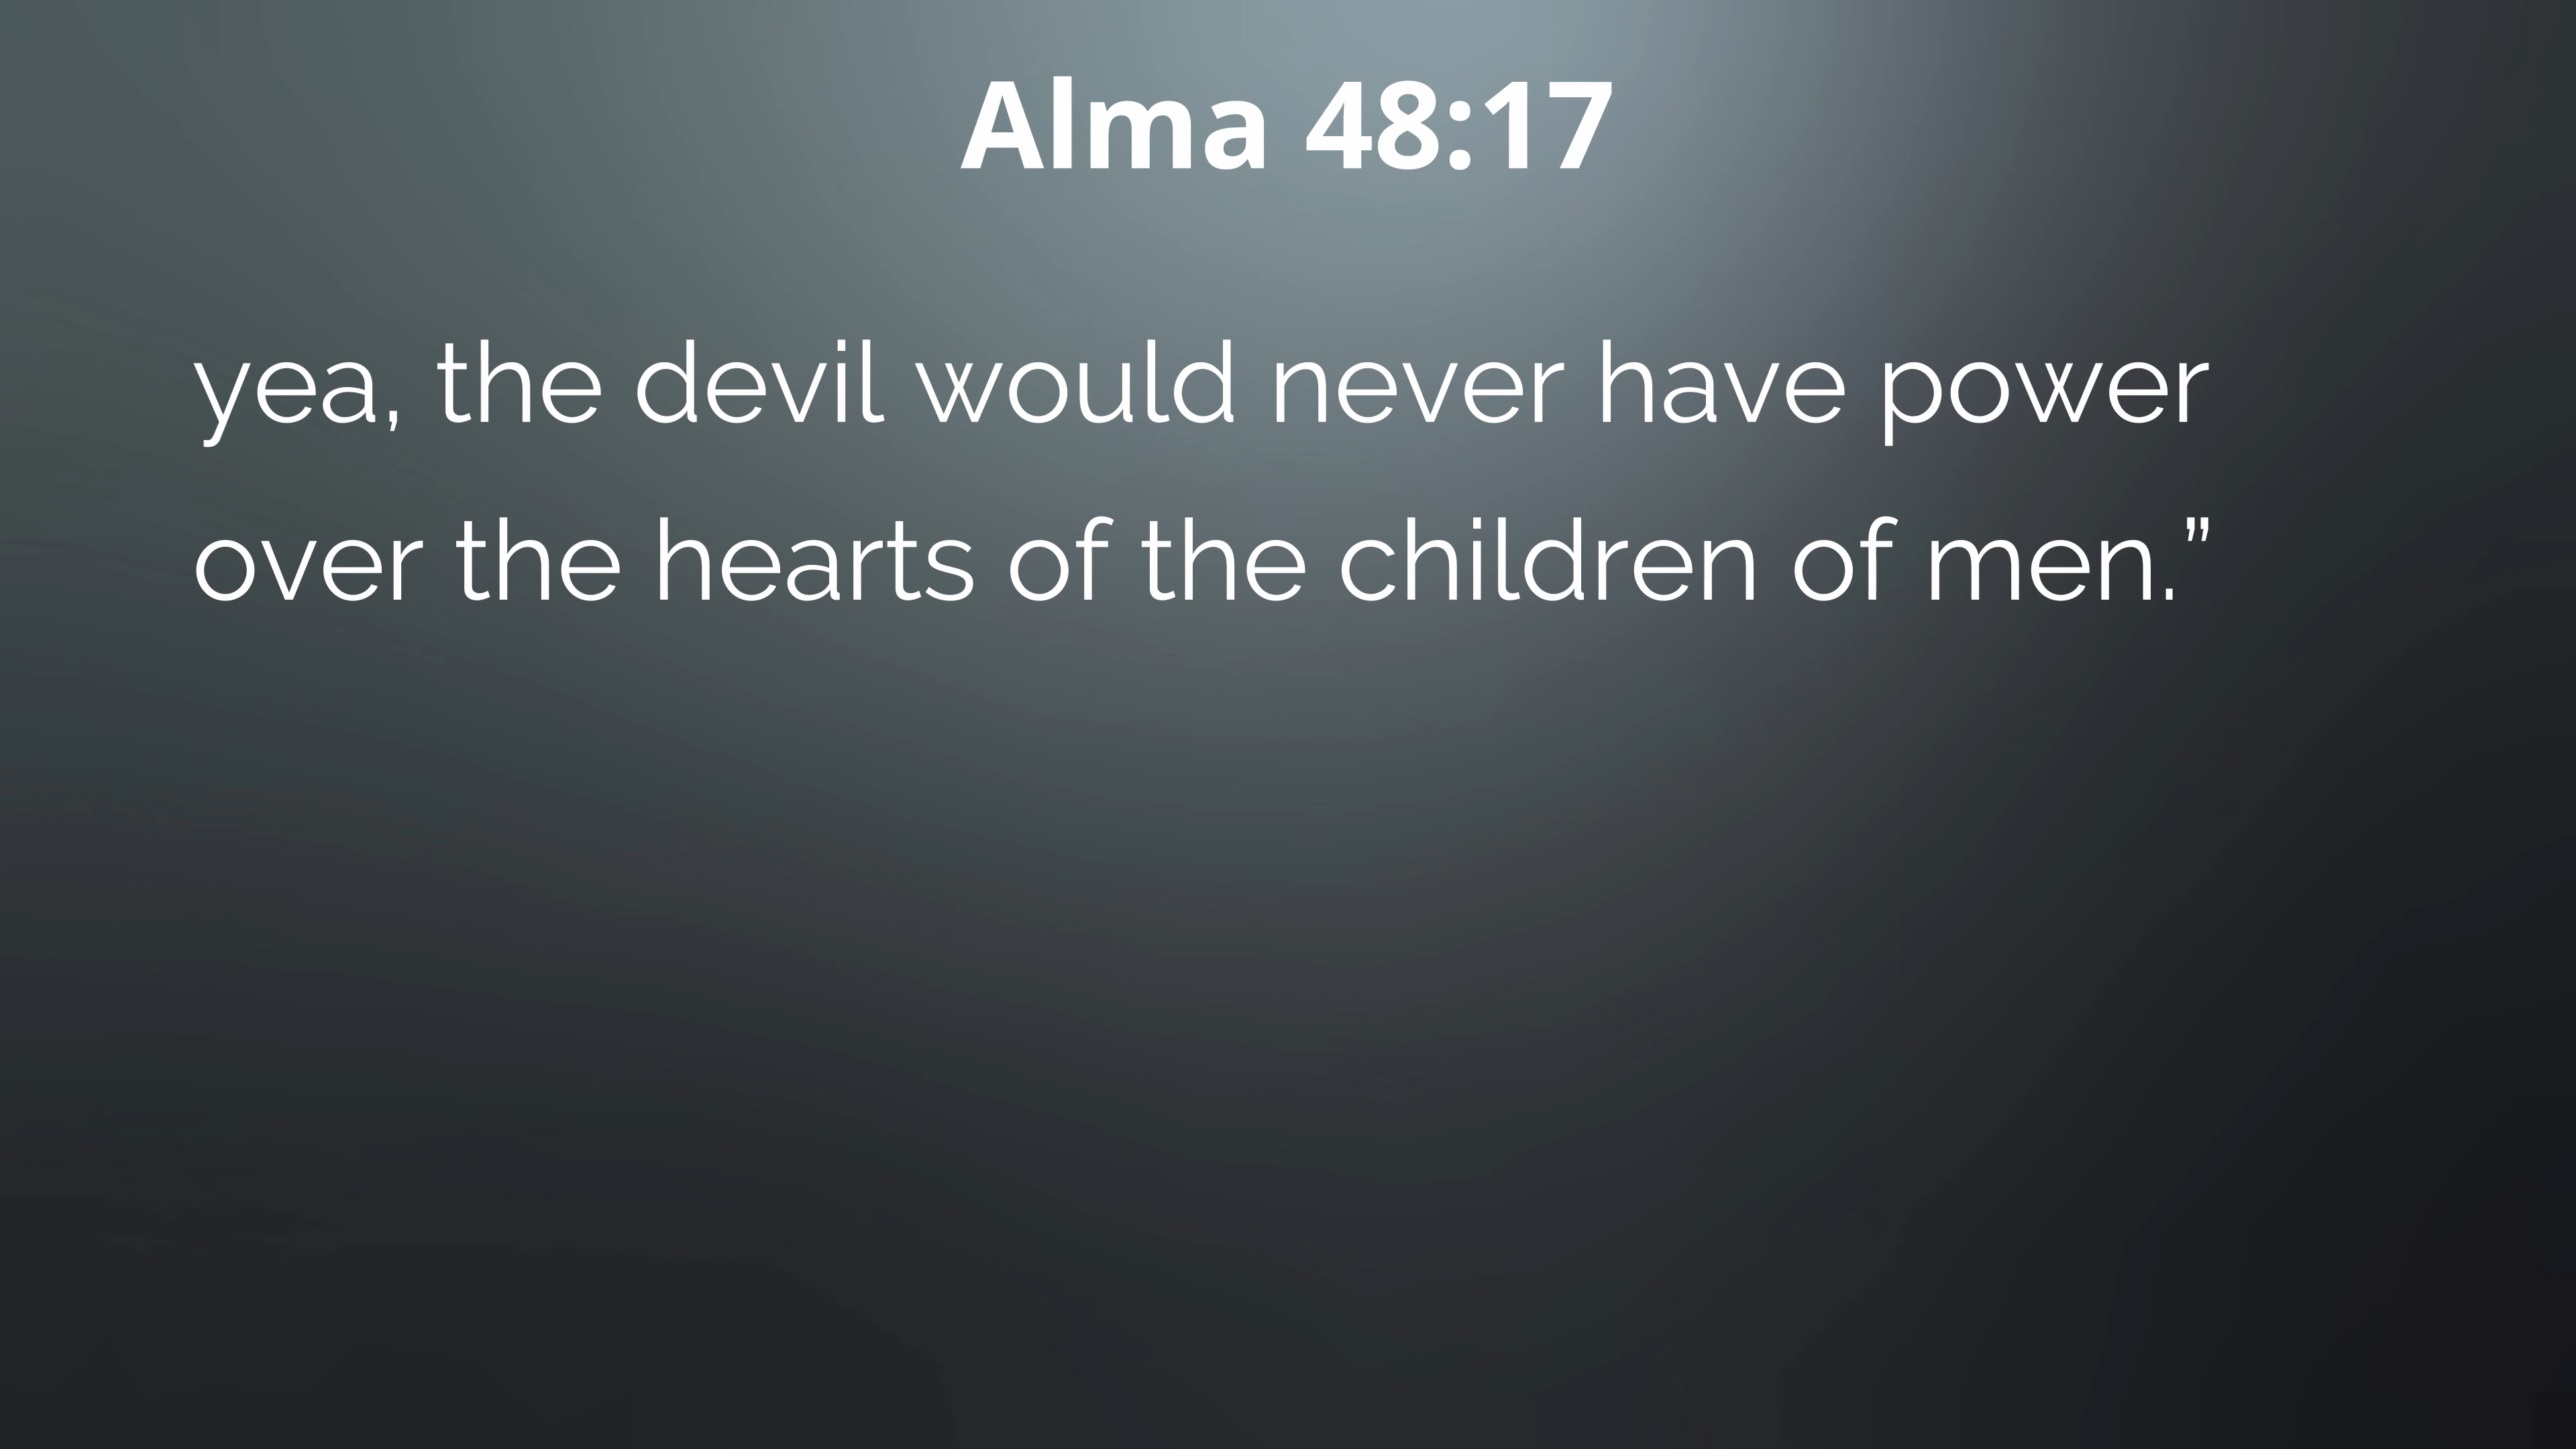 Alma 48:17
yea, the devil would never have power
over the hearts of the children of men.”